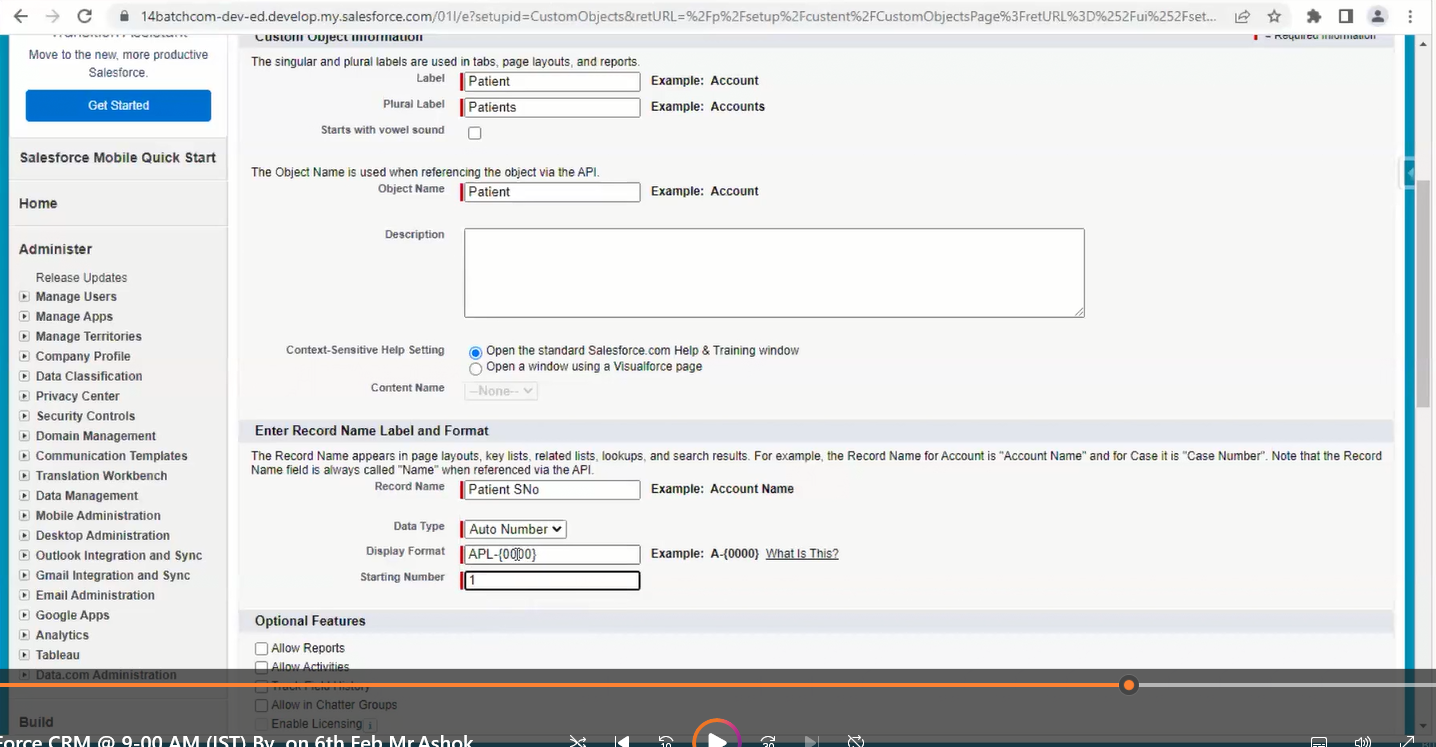 14batchcom-dev-ed.develop.my.salesforce.com/01I/e?setupid=CustomObjects&retURL=%2Fp%2Fsetup%2Fcustent%2FCustomObjectsPage%3FretURL%3D%252Fui%252Fset...
Transition Assistant
Move to the new, more productive
Salesforce.
Get Started
Salesforce Mobile Quick Start
Home
Administer
Release Updates
Manage Users
Manage Apps
Manage Territories
Company Profile
Data Classification
Privacy Center
Security Controls
Domain Management
Communication Templates
Translation Workbench
Data Management
Mobile Administration
Desktop Administration
Outlook Integration and Sync
Gmail Integration and Sync
Email Administration
Google Apps
Analytics
Tableau
Data.com Administration
Build
Custom Object Information
= Required Information
The singular and plural labels are used in tabs, page layouts, and reports.
Label Patient Example: Account
Plural Label Patients Example: Accounts
Starts with vowel sound
The Object Name is used when referencing the object via the API.
Object Name Patient Example: Account
Description
Context-Sensitive Help Setting Open the standard Salesforce.com Help & Training window
Open a window using a Visualforce page
Content Name --None--
Enter Record Name Label and Format
The Record Name appears in page layouts, key lists, related lists, lookups, and search results. For example, the Record Name for Account is "Account Name" and for Case it is "Case Number". Note that the Record
Name field is always called "Name" when referenced via the API.
Record Name Patient SNo Example: Account Name
Data Type Auto Number
Display Format APL-{0000} Example: A-{0000} What Is This?
Starting Number 1
Optional Features
Allow Reports
Allow Activities
Track Field History
Allow in Chatter Groups
Enable Licensing i
Force CRM @ 9-00 AM (IST) By on 6th Feb Mr.Ashok
10
30